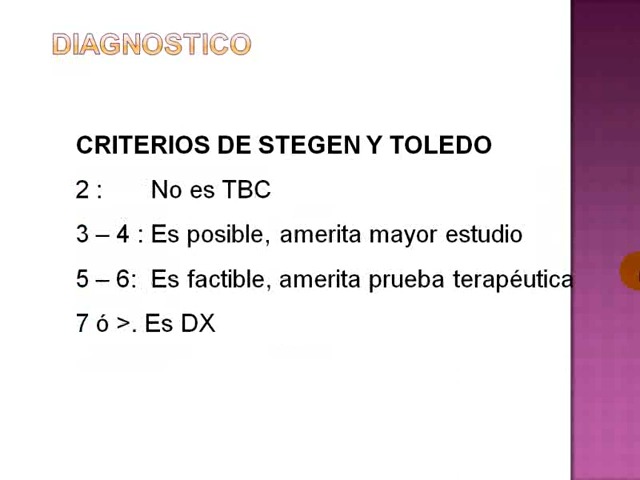 DIAGNOSTICO
CRITERIOS DE STEGEN Y TOLEDO
2 : No es TBC
3 – 4 : Es posible, amerita mayor estudio
5 – 6: Es factible, amerita prueba terapéutica
7 ó >. Es DX